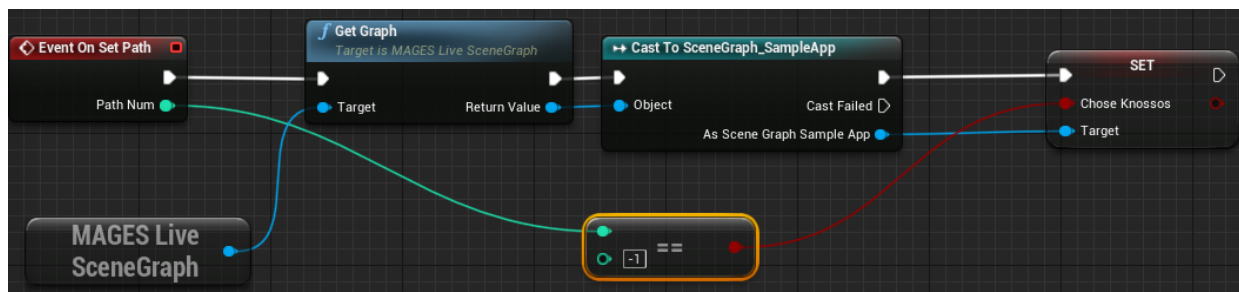 Event On Set Path
Path Num
Get Graph
Target is MAGES Live SceneGraph
Target
Return Value
Cast To SceneGraph_SampleApp
Object
Cast Failed
As Scene Graph Sample App
SET
Chose Knossos
Target
MAGES Live
SceneGraph
==
-1